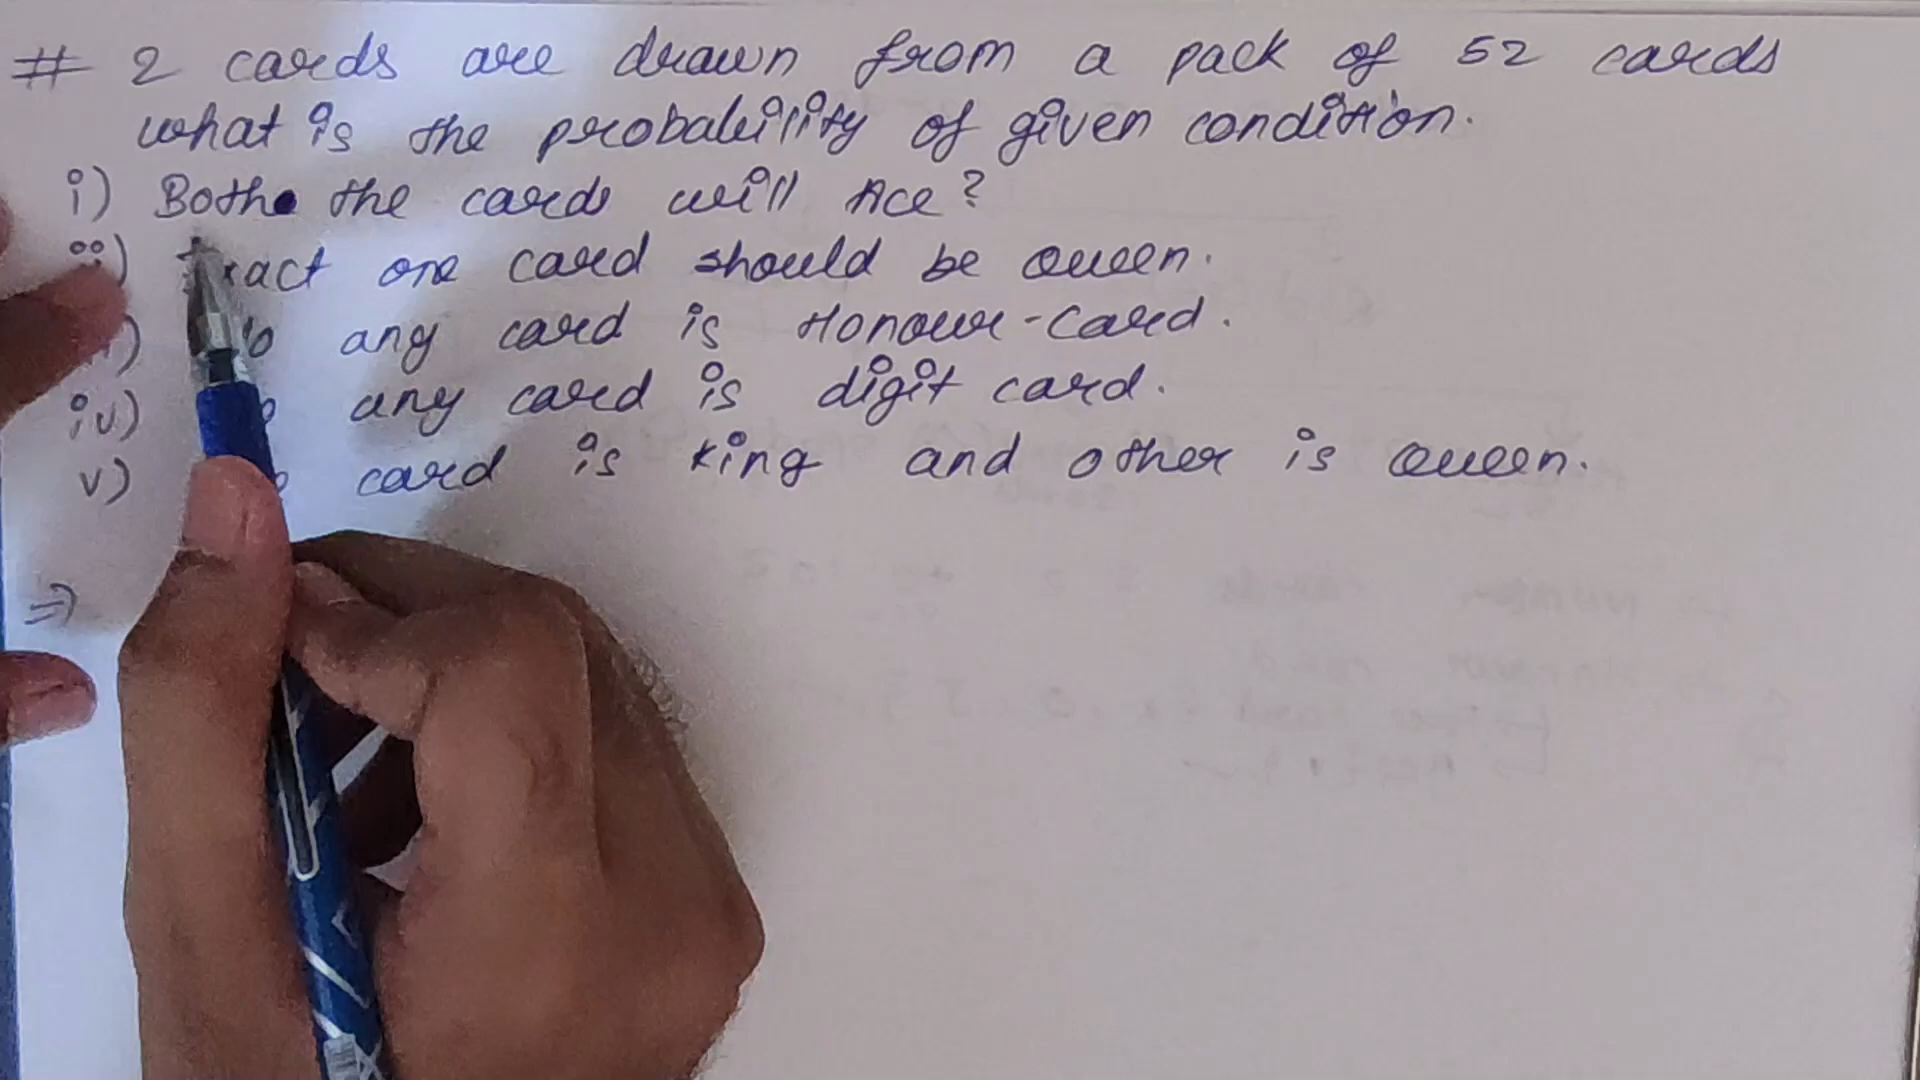 # 2 cards are drawn from a pack of 52 cards
what is the probability of given condition.
i) Both the cards will Ace?
ii) Exact one card should be Queen.
any card is Honour-card.
iv) any card is digit card.
v) card is King and other is Queen.
⇒